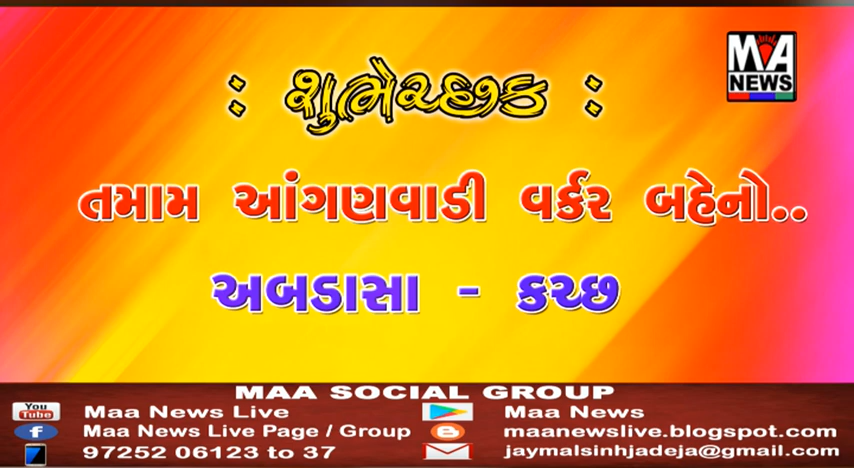 MAA
NEWS
: શુભેચ્છક :
તમામ આંગણવાડી વર્કર બહેનો..
અબડાસા - કચ્છ
MAA SOCIAL GROUP
You Tube Maa News Live
Maa News
f Maa News Live Page / Group
maanewslive.blogspot.com
97252 06123 to 37
jaymalsinhjadeja@gmail.com